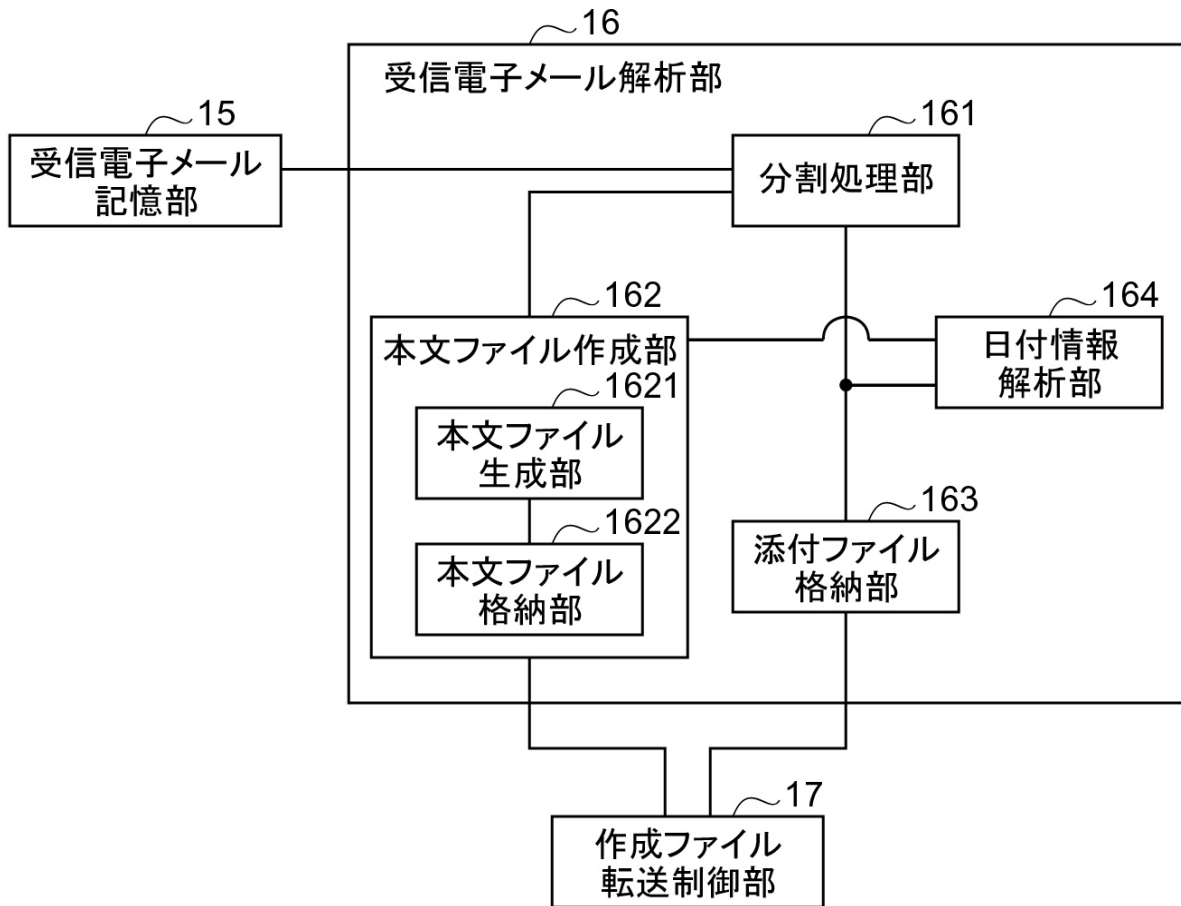 16
受信電子メール解析部
15
受信電子メール
記憶部
161
分割処理部
162
本文ファイル作成部
164
日付情報
解析部
1621
本文ファイル
生成部
1622
本文ファイル
格納部
163
添付ファイル
格納部
17
作成ファイル
転送制御部